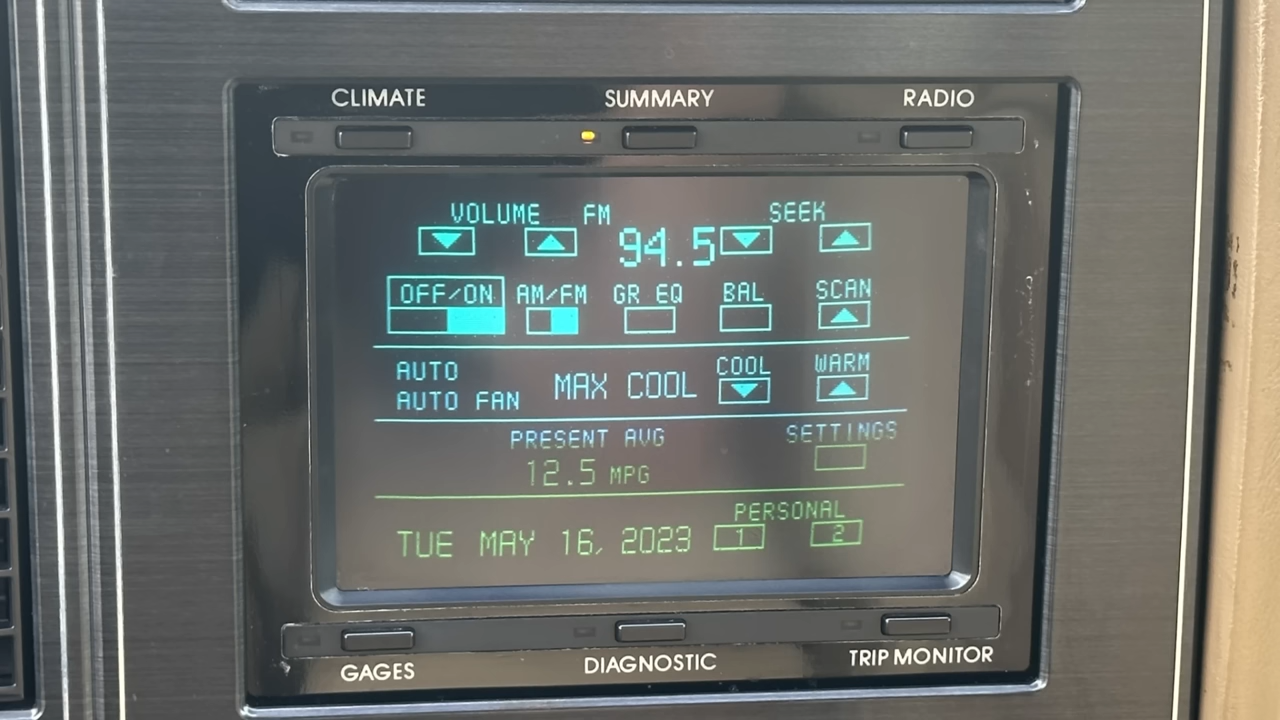 CLIMATE SUMMARY RADIO
VOLUME FM SEEK
94.5
OFF/ON AM/FM GR EQ BAL SCAN
AUTO
AUTO FAN MAX COOL COOL WARM
PRESENT AVG SETTINGS
12.5 MPG
PERSONAL
TUE MAY 16, 2023 1 2
GAGES DIAGNOSTIC TRIP MONITOR